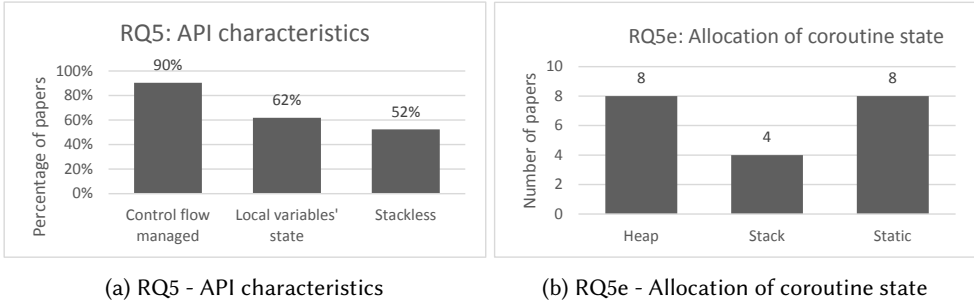 RQ5: API characteristics
Percentage of papers
100%
80%
60%
40%
20%
0%
90%
62%
52%
Control flow managed
Local variables' state
Stackless
(a) RQ5 - API characteristics
RQ5e: Allocation of coroutine state
Number of papers
10
8
6
4
2
0
8
4
8
Heap
Stack
Static
(b) RQ5e - Allocation of coroutine state